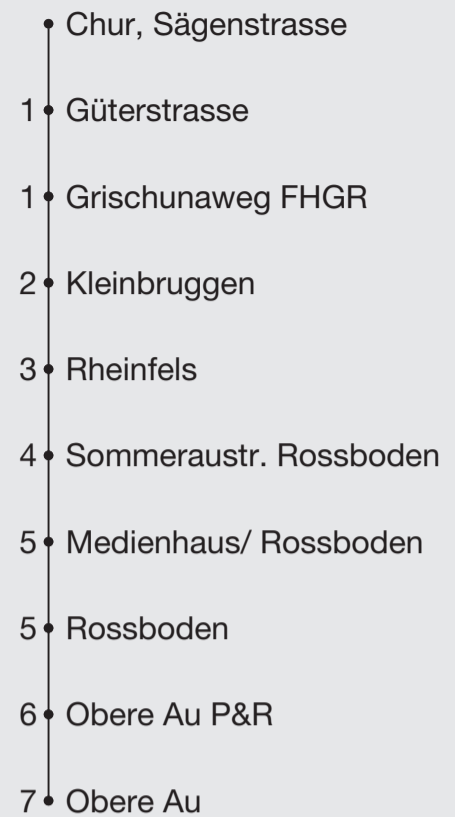 Chur, Sägenstrasse
1 Güterstrasse
1 Grischunaweg FHGR
2 Kleinbruggen
3 Rheinfels
4 Sommeraustr. Rossboden
5 Medienhaus/ Rossboden
5 Rossboden
6 Obere Au P&R
7 Obere Au